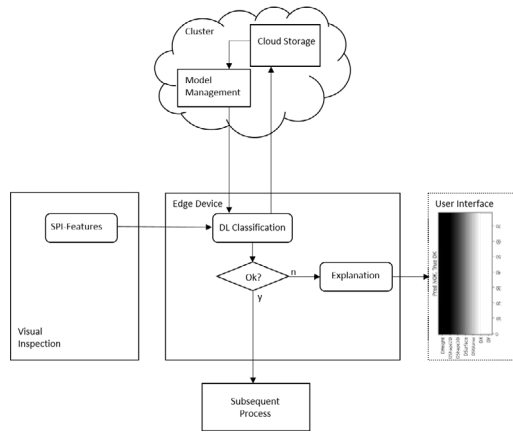 Cluster
Cloud Storage
Model
Management
Edge Device
User Interface
SPI-Features
DL Classification
Ok?
n
Explanation
y
Visual
Inspection
Subsequent
Process